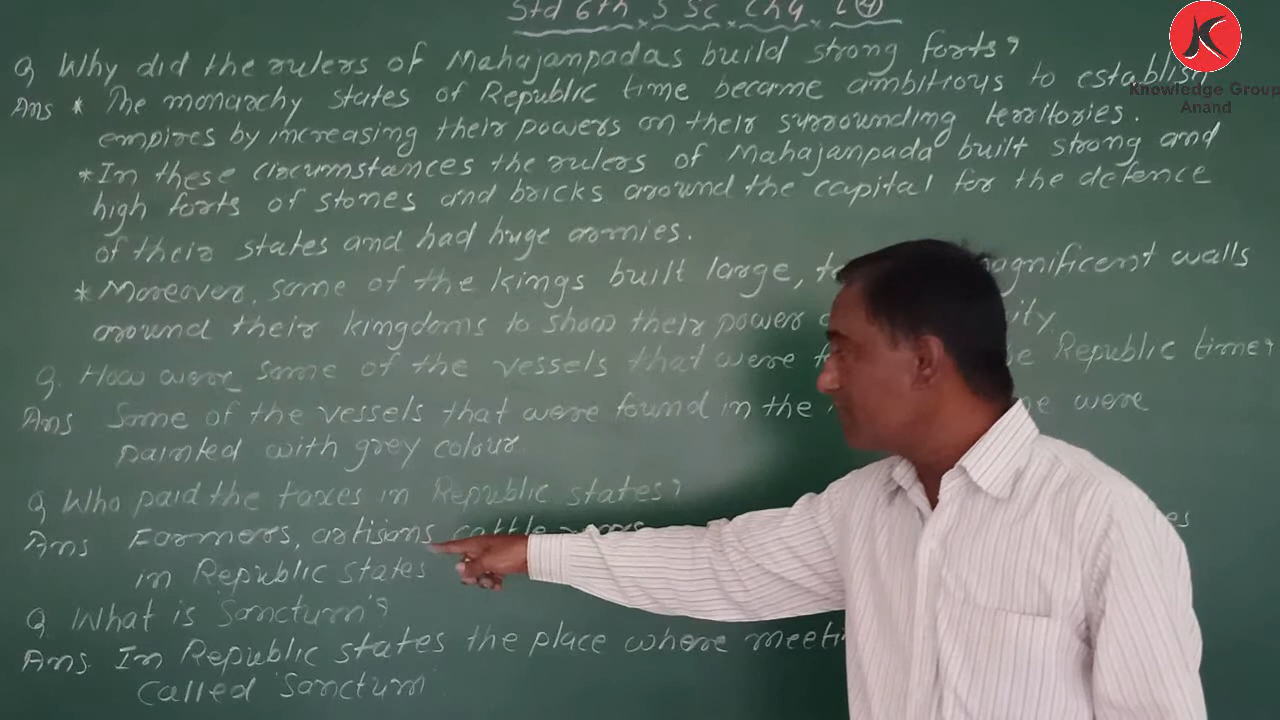 Std 6th × S Sc × Ch 4 × L ④
Knowledge Group
Anand
Q Why did the rulers of Mahajanpadas build strong forts?
Ans * The monarchy states of Republic time became ambitious to establish
empires by increasing their powers on their surrounding territories.
* In these circumstances the rulers of Mahajanpada built strong and
high forts of stones and bricks around the capital for the defence
of their states and had huge armies.
* Moreover, some of the kings built large, magnificent walls
around their kingdoms to show their power
Q. How were some of the vessels that were Republic time?
Ans Some of the vessels that were found in the were
painted with grey colour.
Q Who paid the taxes in Republic states?
Ans Farmers, artisans cattle
in Republic states
Q What is Sanctum?
Ans. In Republic states the place where
called 'Sanctum